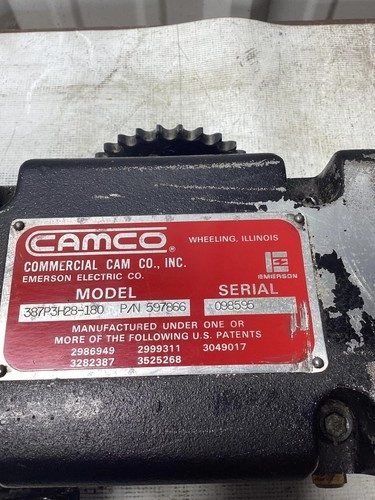 CAMCO® WHEELING, ILLINOIS
COMMERCIAL CAM CO., INC.
EMERSON ELECTRIC CO. EMERSON
MODEL SERIAL
387P3H28-180 P/N 597866 098596
MANUFACTURED UNDER ONE OR
MORE OF THE FOLLOWING U.S. PATENTS
2986949 2999311 3049017
3282387 3525268